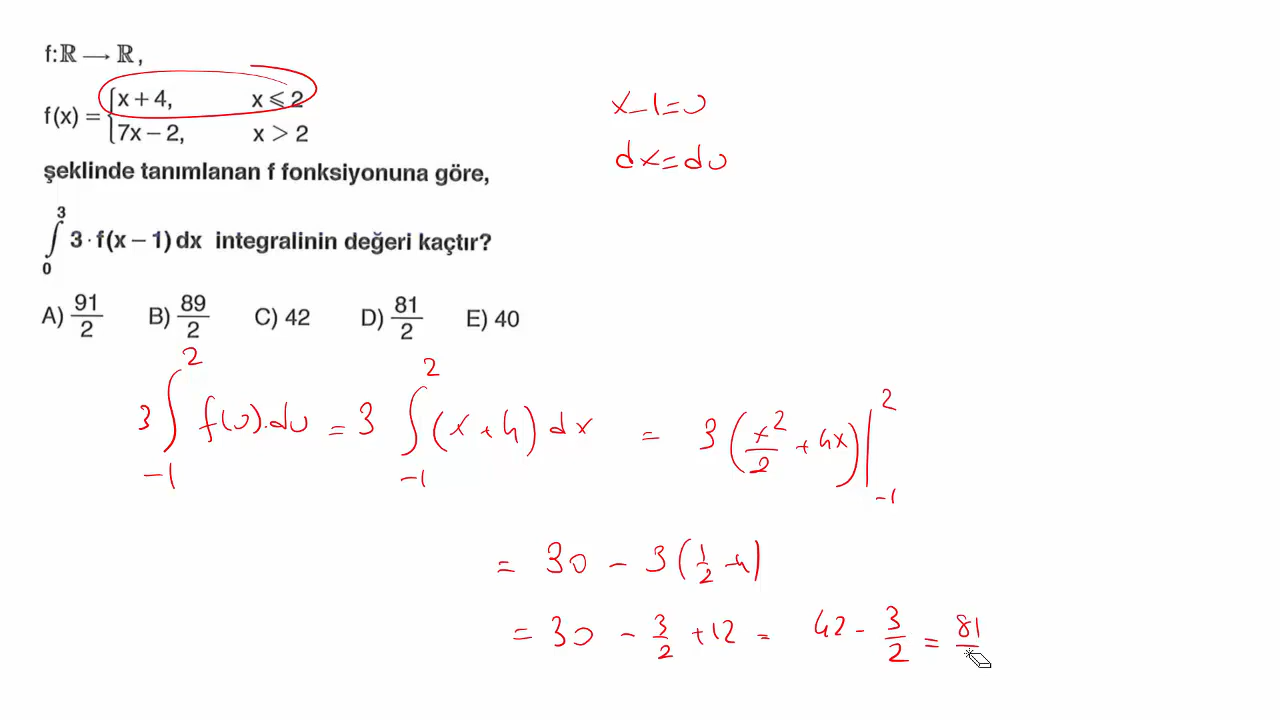 f:ℝ → ℝ,
f(x) = { x + 4, x ⩽ 2
7x − 2, x > 2
x − 1 = u
dx = du
şeklinde tanımlanan f fonksiyonuna göre,
∫₀³ 3 · f(x − 1) dx integralinin değeri kaçtır?
A) 91/2 B) 89/2 C) 42 D) 81/2 E) 40
3 ∫₋₁² f(u).du = 3 ∫₋₁² (x + 4) dx = 3 (x²/2 + 4x) |₋₁²
= 30 − 3 (1/2 − 4)
= 30 − 3/2 + 12 = 42 − 3/2 = 81/